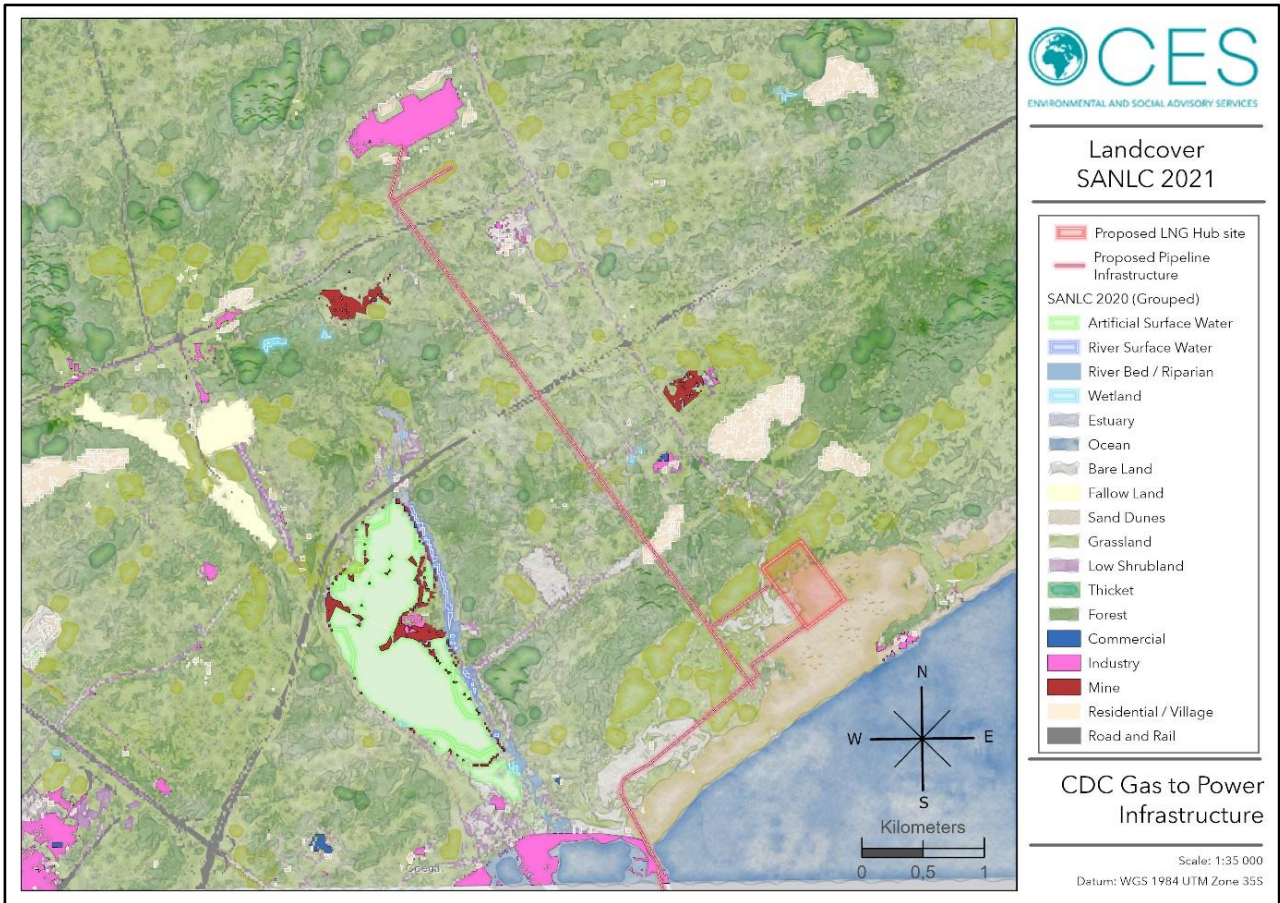 CES
ENVIRONMENTAL AND SOCIAL ADVISORY SERVICES
Landcover
SANLC 2021
Proposed LNG Hub site
Proposed Pipeline
Infrastructure
SANLC 2020 (Grouped)
Artificial Surface Water
River Surface Water
River Bed / Riparian
Wetland
Estuary
Ocean
Bare Land
Fallow Land
Sand Dunes
Grassland
Low Shrubland
Thicket
Forest
Commercial
Industry
Mine
Residential / Village
Road and Rail
CDC Gas to Power
Infrastructure
Scale: 1:35 000
Datum: WGS 1984 UTM Zone 35S
N
W
E
S
Kilometers
0
0,5
1
Coega